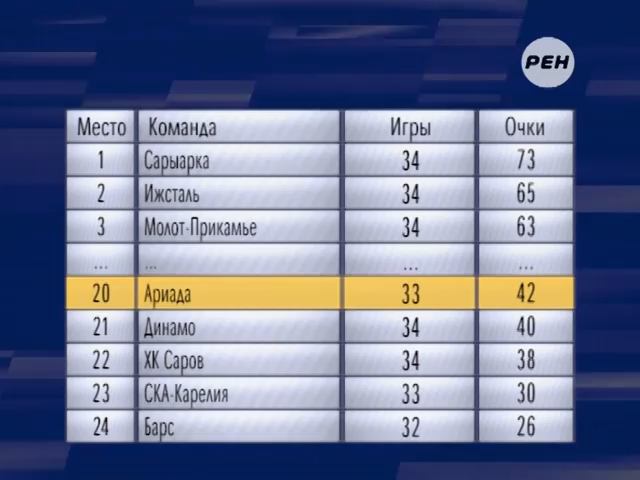 РЕН
Место Команда Игры Очки
1 Сарыарка 34 73
2 Ижсталь 34 65
3 Молот-Прикамье 34 63
... ... ... ...
20 Ариада 33 42
21 Динамо 34 40
22 ХК Саров 34 38
23 СКА-Карелия 33 30
24 Барс 32 26